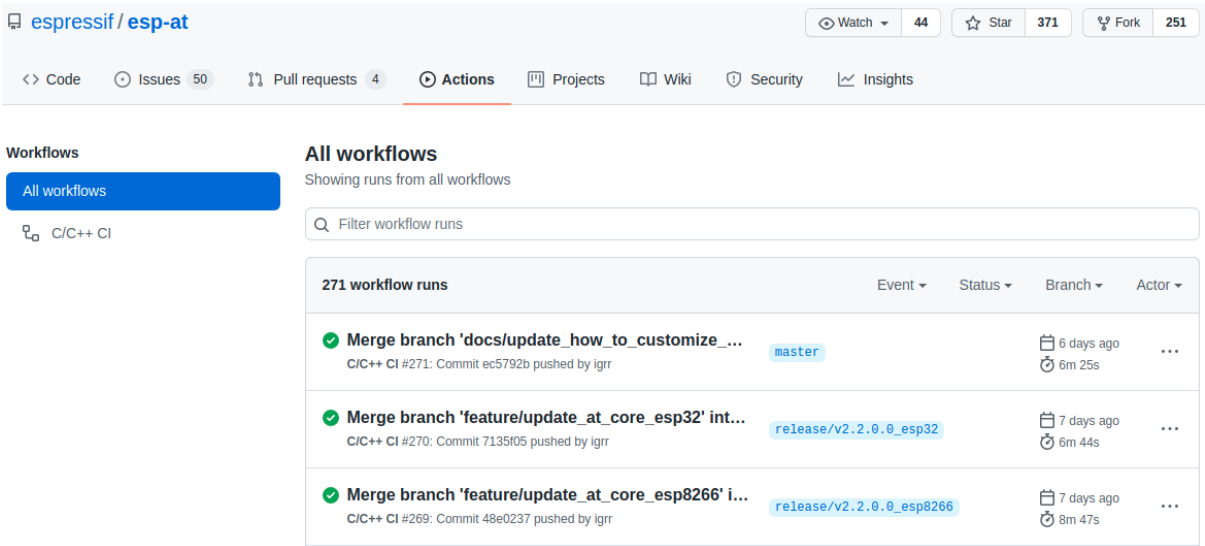 espressif / esp-at
Watch 44 Star 371 Fork 251
Code Issues 50 Pull requests 4 Actions Projects Wiki Security Insights
Workflows
All workflows
C/C++ CI
All workflows
Showing runs from all workflows
Filter workflow runs
271 workflow runs Event Status Branch Actor
Merge branch 'docs/update_how_to_customize_...
C/C++ CI #271: Commit ec5792b pushed by igrr
master
6 days ago
6m 25s
Merge branch 'feature/update_at_core_esp32' int...
C/C++ CI #270: Commit 7135f05 pushed by igrr
release/v2.2.0.0_esp32
7 days ago
6m 44s
Merge branch 'feature/update_at_core_esp8266' i...
C/C++ CI #269: Commit 48e0237 pushed by igrr
release/v2.2.0.0_esp8266
7 days ago
8m 47s